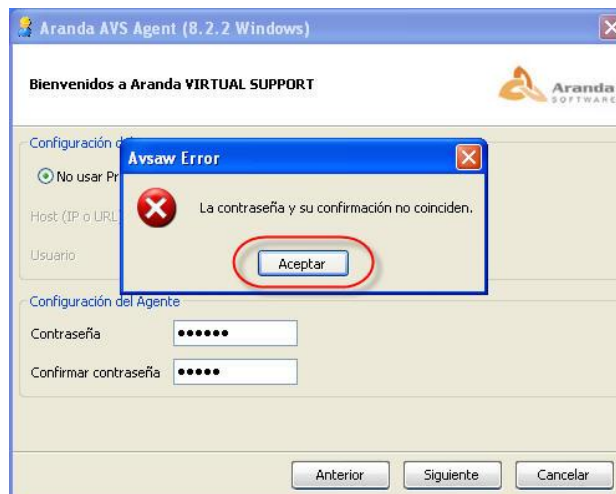 Aranda AVS Agent (8.2.2 Windows)
Bienvenidos a Aranda VIRTUAL SUPPORT
Aranda
SOFTWARE
Configuración
Avsaw Error
No usar
La contraseña y su confirmación no coinciden.
Host (IP o URL)
Aceptar
Usuario
Configuración del Agente
Contraseña ••••••
Confirmar contraseña •••••
Anterior Siguiente Cancelar